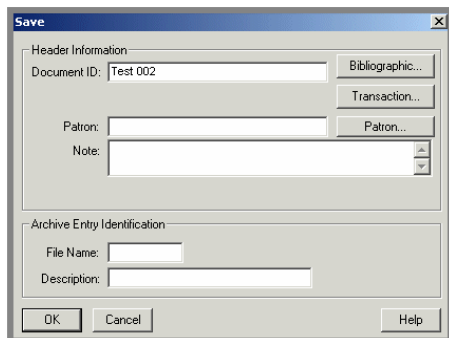 Save
Header Information
Document ID: Test 002 Bibliographic...
Transaction...
Patron: Patron...
Note:
Archive Entry Identification
File Name:
Description:
OK Cancel Help